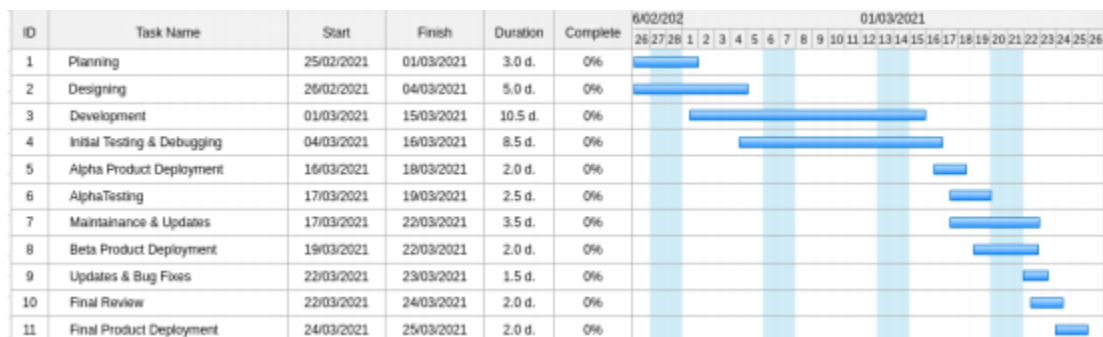 6/02/202 01/03/2021
ID Task Name Start Finish Duration Complete
26 27 28 1 2 3 4 5 6 7 8 9 10 11 12 13 14 15 16 17 18 19 20 21 22 23 24 25 26
1 Planning 25/02/2021 01/03/2021 3.0 d. 0%
2 Designing 26/02/2021 04/03/2021 5.0 d. 0%
3 Development 01/03/2021 15/03/2021 10.5 d. 0%
4 Initial Testing & Debugging 04/03/2021 16/03/2021 8.5 d. 0%
5 Alpha Product Deployment 16/03/2021 18/03/2021 2.0 d. 0%
6 AlphaTesting 17/03/2021 19/03/2021 2.5 d. 0%
7 Maintainance & Updates 17/03/2021 22/03/2021 3.5 d. 0%
8 Beta Product Deployment 19/03/2021 22/03/2021 2.0 d. 0%
9 Updates & Bug Fixes 22/03/2021 23/03/2021 1.5 d. 0%
10 Final Review 22/03/2021 24/03/2021 2.0 d. 0%
11 Final Product Deployment 24/03/2021 25/03/2021 2.0 d. 0%